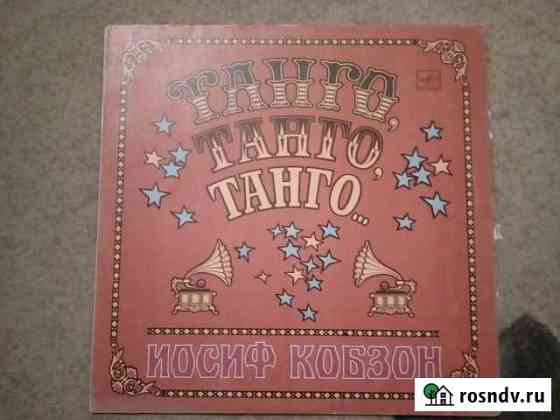 ТАНГО,
ТАНГО,
ТАНГО...
ИОСИФ КОБЗОН
rosndv.ru